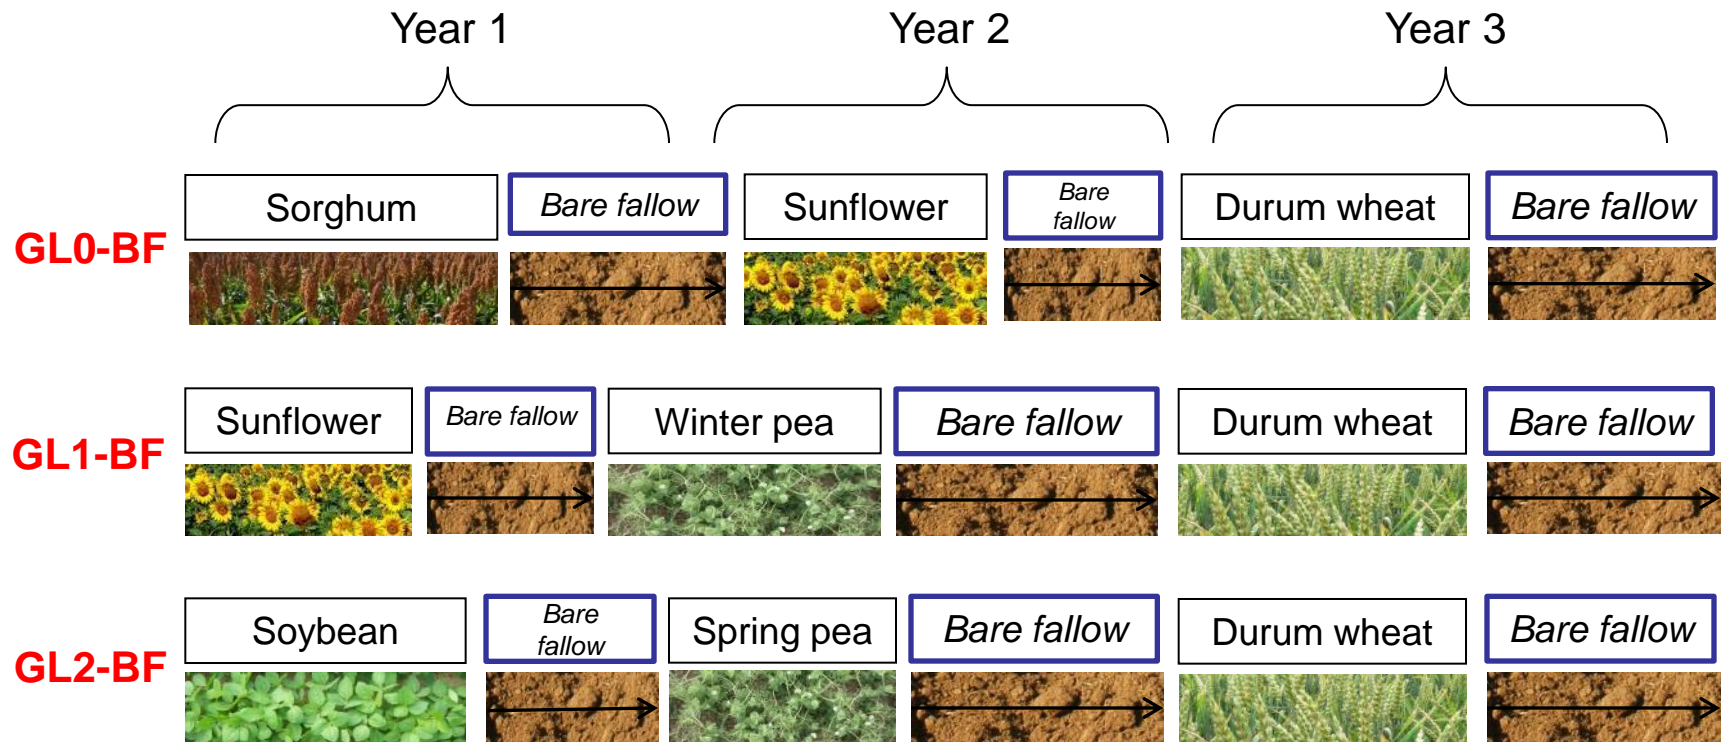 Year 1
Year 2
Year 3
GL0-BF
Sorghum
Bare fallow
Sunflower
Bare
fallow
Durum wheat
Bare fallow
GL1-BF
Sunflower
Bare fallow
Winter pea
Bare fallow
Durum wheat
Bare fallow
GL2-BF
Soybean
Bare
fallow
Spring pea
Bare fallow
Durum wheat
Bare fallow